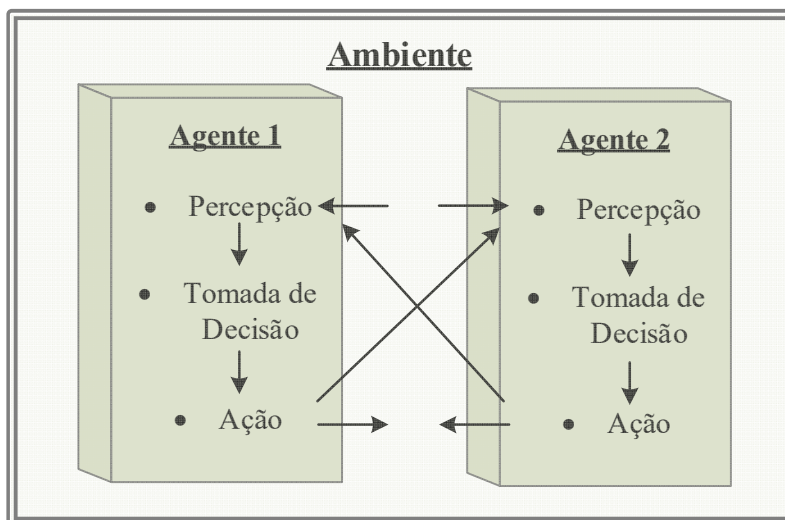 Ambiente
Agente 1
• Percepção
• Tomada de
Decisão
• Ação
Agente 2
• Percepção
• Tomada de
Decisão
• Ação